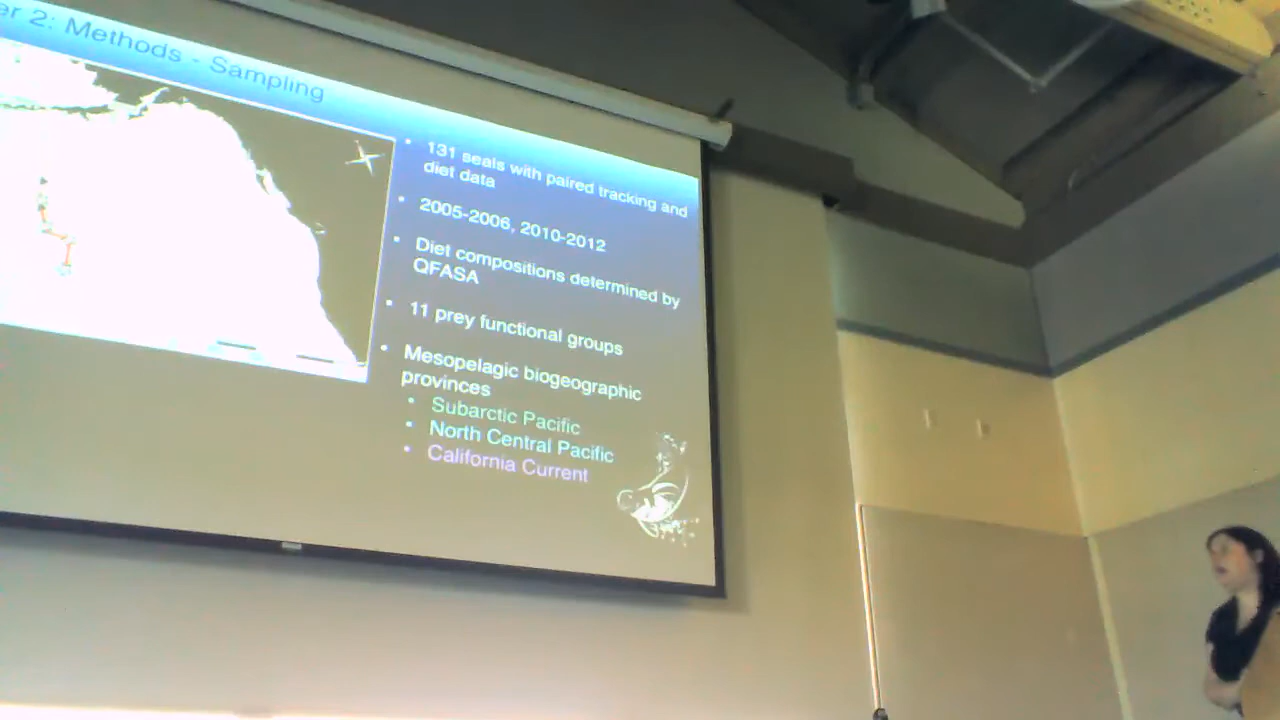 er 2: Methods - Sampling
• 131 seals with paired tracking and
diet data
• 2005-2006, 2010-2012
• Diet compositions determined by
QFASA
• 11 prey functional groups
• Mesopelagic biogeographic
provinces
• Subarctic Pacific
• North Central Pacific
• California Current